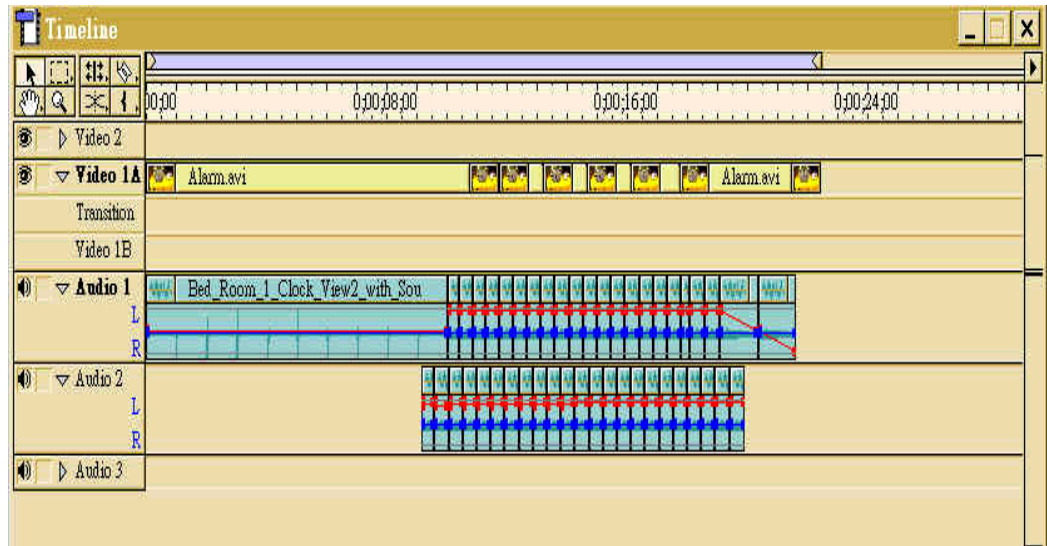 Timeline
00;00 0;00;08;00 0;00;16;00 0;00;24;00
Video 2
Video 1A Alarm.avi Alarm.avi
Transition
Video 1B
Audio 1 Bed_Room_1_Clock_View2_with_Sou
L
R
Audio 2
L
R
Audio 3